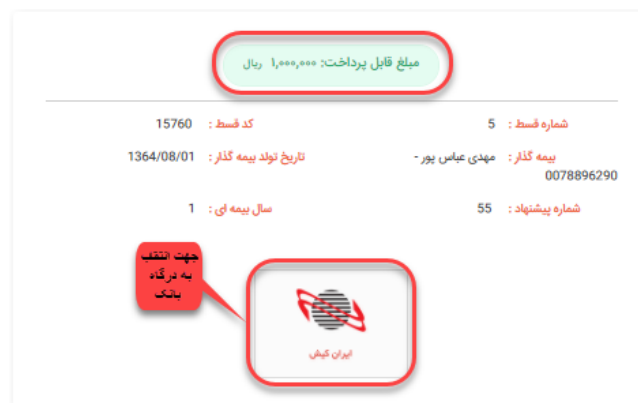 مبلغ قابل پرداخت: ۱,۰۰۰,۰۰۰ ریال
شماره قسط : 5 کد قسط : 15760
بیمه گذار : مهدی عباس پور - 0078896290 تاریخ تولد بیمه گذار : 1364/08/01
شماره پیشنهاد : 55 سال بیمه ای : 1
جهت انتقب
به درگاه
بانک
ایران کیش